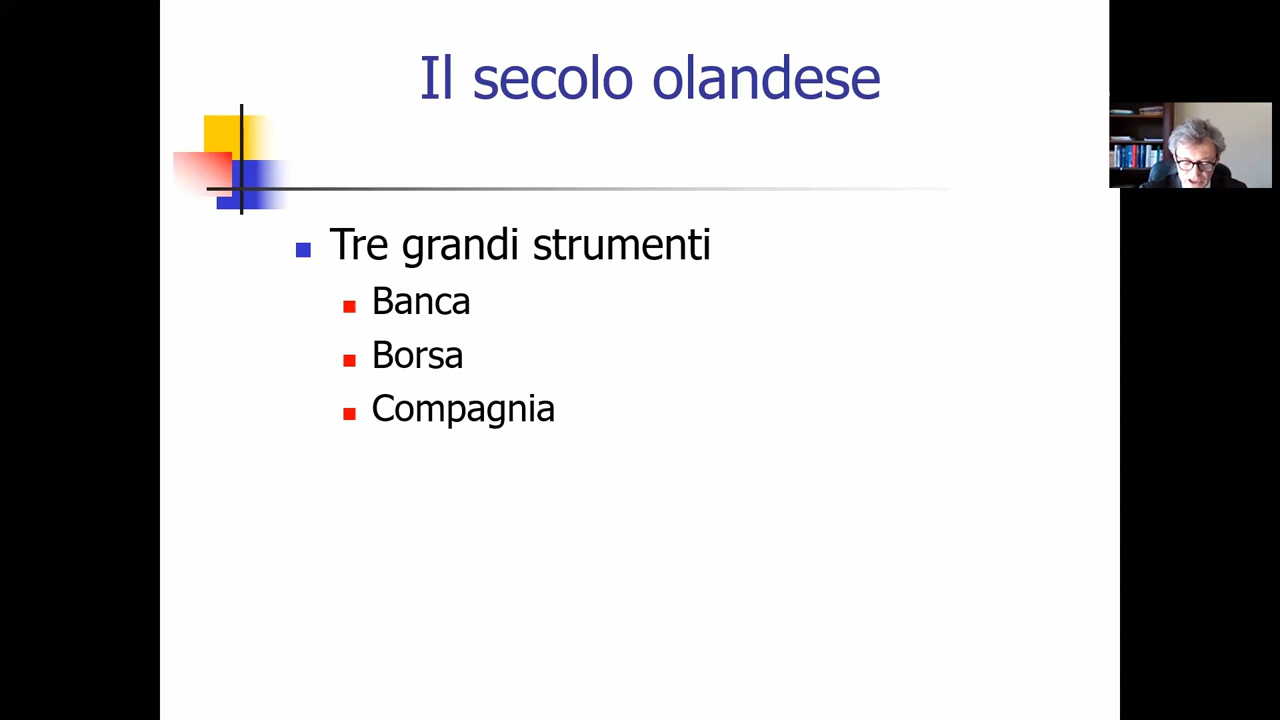 Il secolo olandese
Tre grandi strumenti
Banca
Borsa
Compagnia